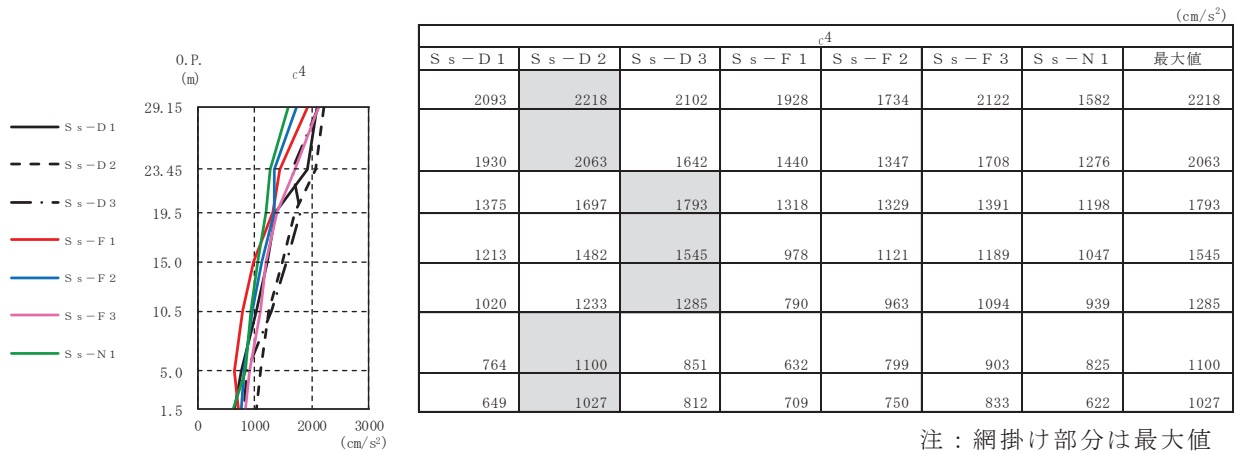 (cm/s²)
c4
Ss-D1 Ss-D2 Ss-D3 Ss-F1 Ss-F2 Ss-F3 Ss-N1 最大値
2093 2218 2102 1928 1734 2122 1582 2218
1930 2063 1642 1440 1347 1708 1276 2063
1375 1697 1793 1318 1329 1391 1198 1793
1213 1482 1545 978 1121 1189 1047 1545
1020 1233 1285 790 963 1094 939 1285
764 1100 851 632 799 903 825 1100
649 1027 812 709 750 833 622 1027
注：網掛け部分は最大値
O.P.
(m)
c4
29.15
23.45
19.5
15.0
10.5
5.0
1.5
0 1000 2000 3000
(cm/s²)
Ss-D1
Ss-D2
Ss-D3
Ss-F1
Ss-F2
Ss-F3
Ss-N1